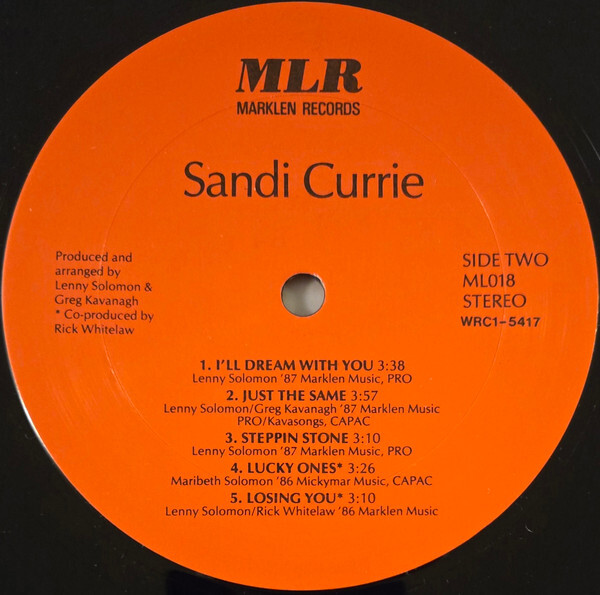 MLR
MARKLEN RECORDS
Sandi Currie
Produced and
arranged by
Lenny Solomon &
Greg Kavanagh
* Co-produced by
Rick Whitelaw
SIDE TWO
ML018
STEREO
WRC1-5417
1. I'LL DREAM WITH YOU 3:38
Lenny Solomon '87 Marklen Music, PRO
2. JUST THE SAME 3:57
Lenny Solomon/Greg Kavanagh '87 Marklen Music
PRO/Kavasongs, CAPAC
3. STEPPIN STONE 3:10
Lenny Solomon '87 Marklen Music, PRO
4. LUCKY ONES* 3:26
Maribeth Solomon '86 Mickymar Music, CAPAC
5. LOSING YOU* 3:10
Lenny Solomon/Rick Whitelaw '86 Marklen Music